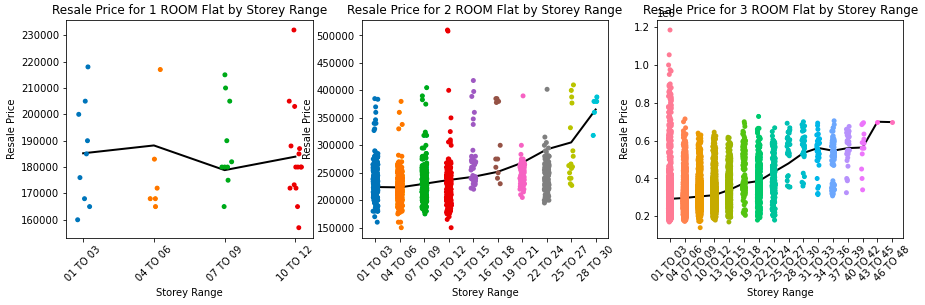 Resale Price for 1 ROOM Flat by Storey Range
Resale Price
230000
220000
210000
200000
190000
180000
170000
160000
01 TO 03
04 TO 06
07 TO 09
10 TO 12
Storey Range
Resale Price for 2 ROOM Flat by Storey Range
Resale Price
500000
450000
400000
350000
300000
250000
200000
150000
01 TO 03
04 TO 06
07 TO 09
10 TO 12
13 TO 15
16 TO 18
19 TO 21
22 TO 24
25 TO 27
28 TO 30
Storey Range
Resale Price for 3 ROOM Flat by Storey Range
1e6
Resale Price
1.2
1.0
0.8
0.6
0.4
0.2
01 TO 03
04 TO 06
07 TO 09
10 TO 12
13 TO 15
16 TO 18
19 TO 21
22 TO 24
25 TO 27
28 TO 30
31 TO 33
34 TO 36
37 TO 39
40 TO 42
43 TO 45
46 TO 48
Storey Range